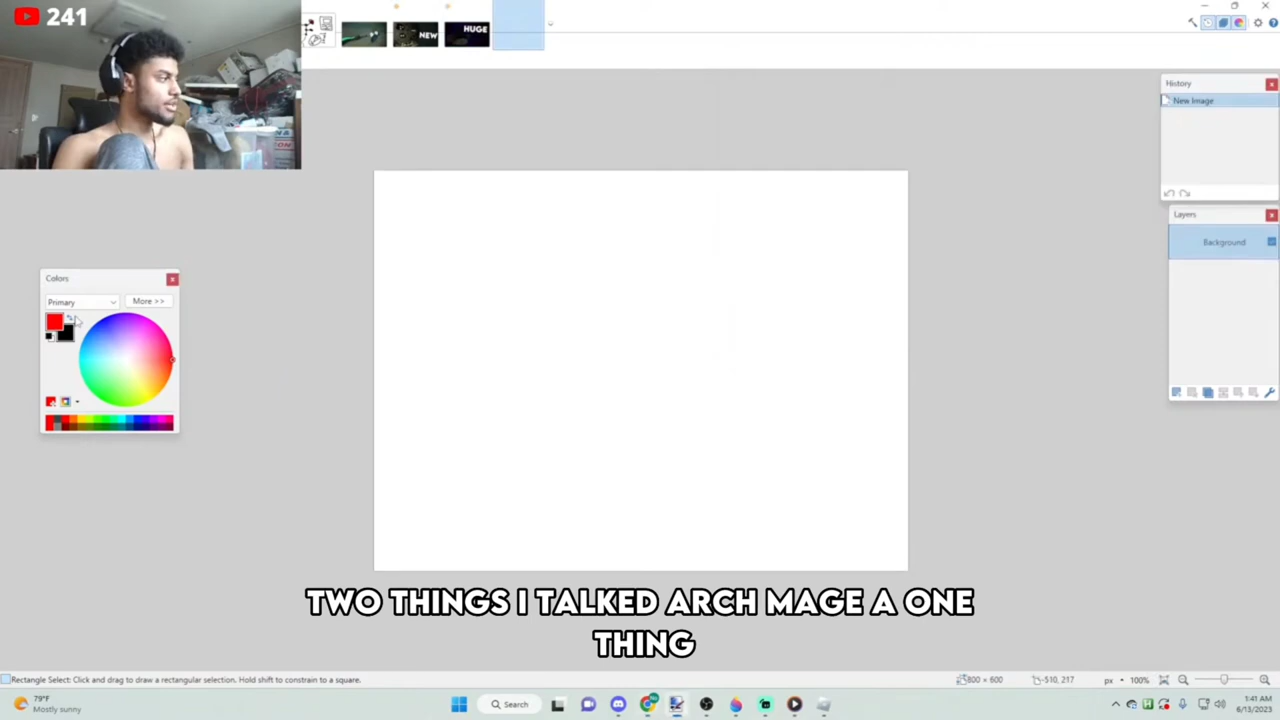 241
NEW
HUGE
History
New Image
Layers
Background
Colors
Primary
More >>
TWO THINGS I TALKED ARCH MAGE A ONE
THING
Rectangle Select: Click and drag to draw a rectangular selection. Hold shift to constrain to a square.
800 × 600
-510, 217
px
100%
79°F
Mostly sunny
Search
1:41 AM
6/13/2023